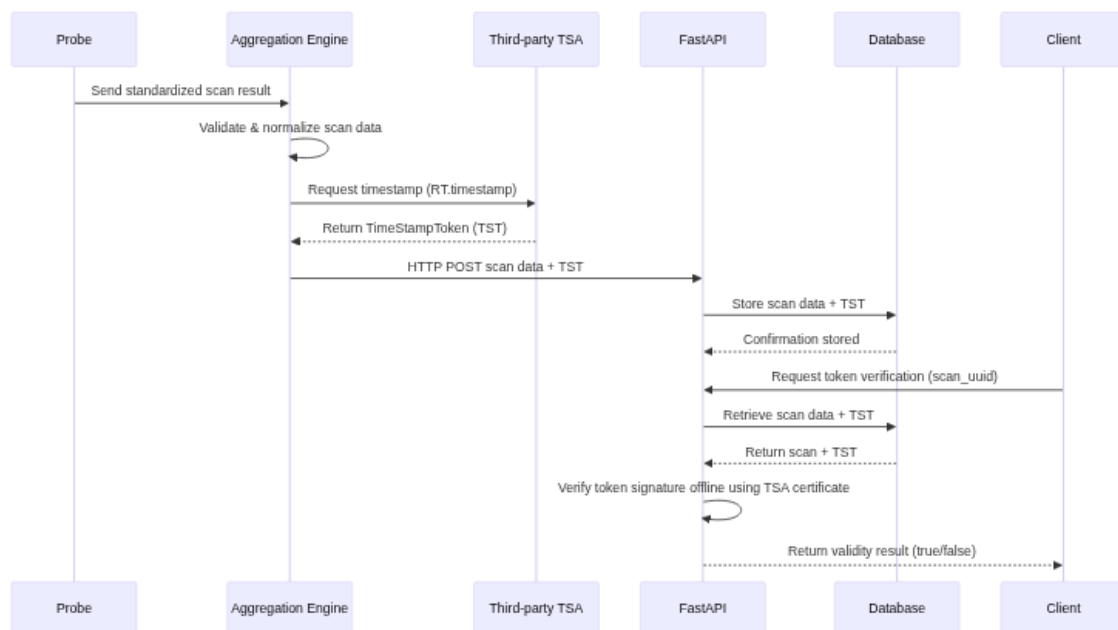 Probe
Aggregation Engine
Third-party TSA
FastAPI
Database
Client
Send standardized scan result
Validate & normalize scan data
Request timestamp (RT.timestamp)
Return TimeStampToken (TST)
HTTP POST scan data + TST
Store scan data + TST
Confirmation stored
Request token verification (scan_uuid)
Retrieve scan data + TST
Return scan + TST
Verify token signature offline using TSA certificate
Return validity result (true/false)
Probe
Aggregation Engine
Third-party TSA
FastAPI
Database
Client